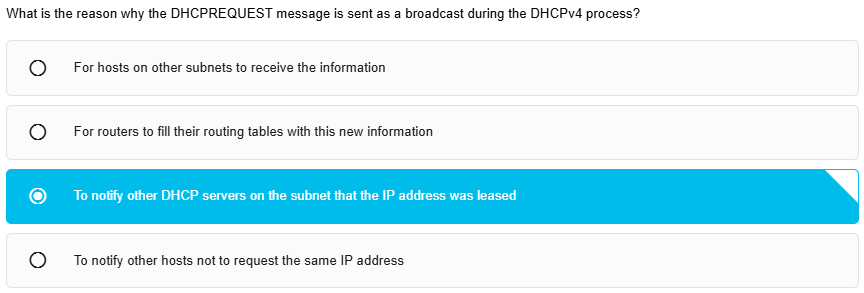 What is the reason why the DHCPREQUEST message is sent as a broadcast during the DHCPv4 process?
For hosts on other subnets to receive the information
For routers to fill their routing tables with this new information
To notify other DHCP servers on the subnet that the IP address was leased
To notify other hosts not to request the same IP address